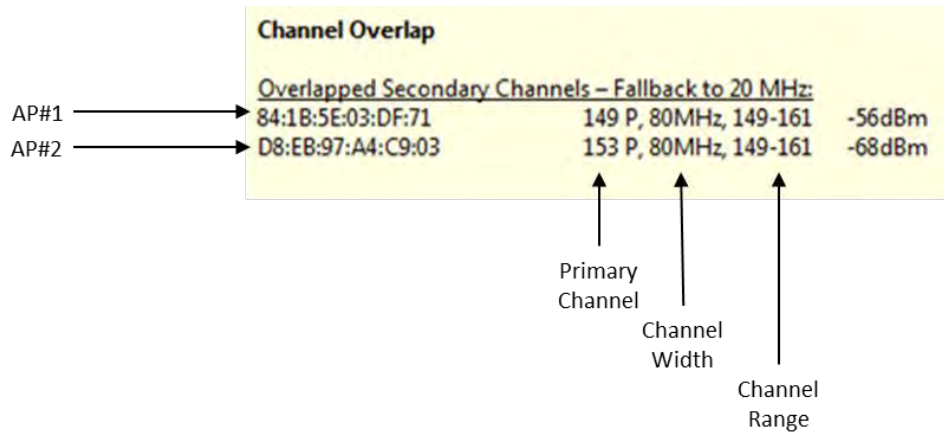 Channel Overlap
Overlapped Secondary Channels – Fallback to 20 MHz:
AP#1 84:1B:5E:03:DF:71 149 P, 80MHz, 149-161 -56dBm
AP#2 D8:EB:97:A4:C9:03 153 P, 80MHz, 149-161 -68dBm
Primary
Channel
Channel
Width
Channel
Range